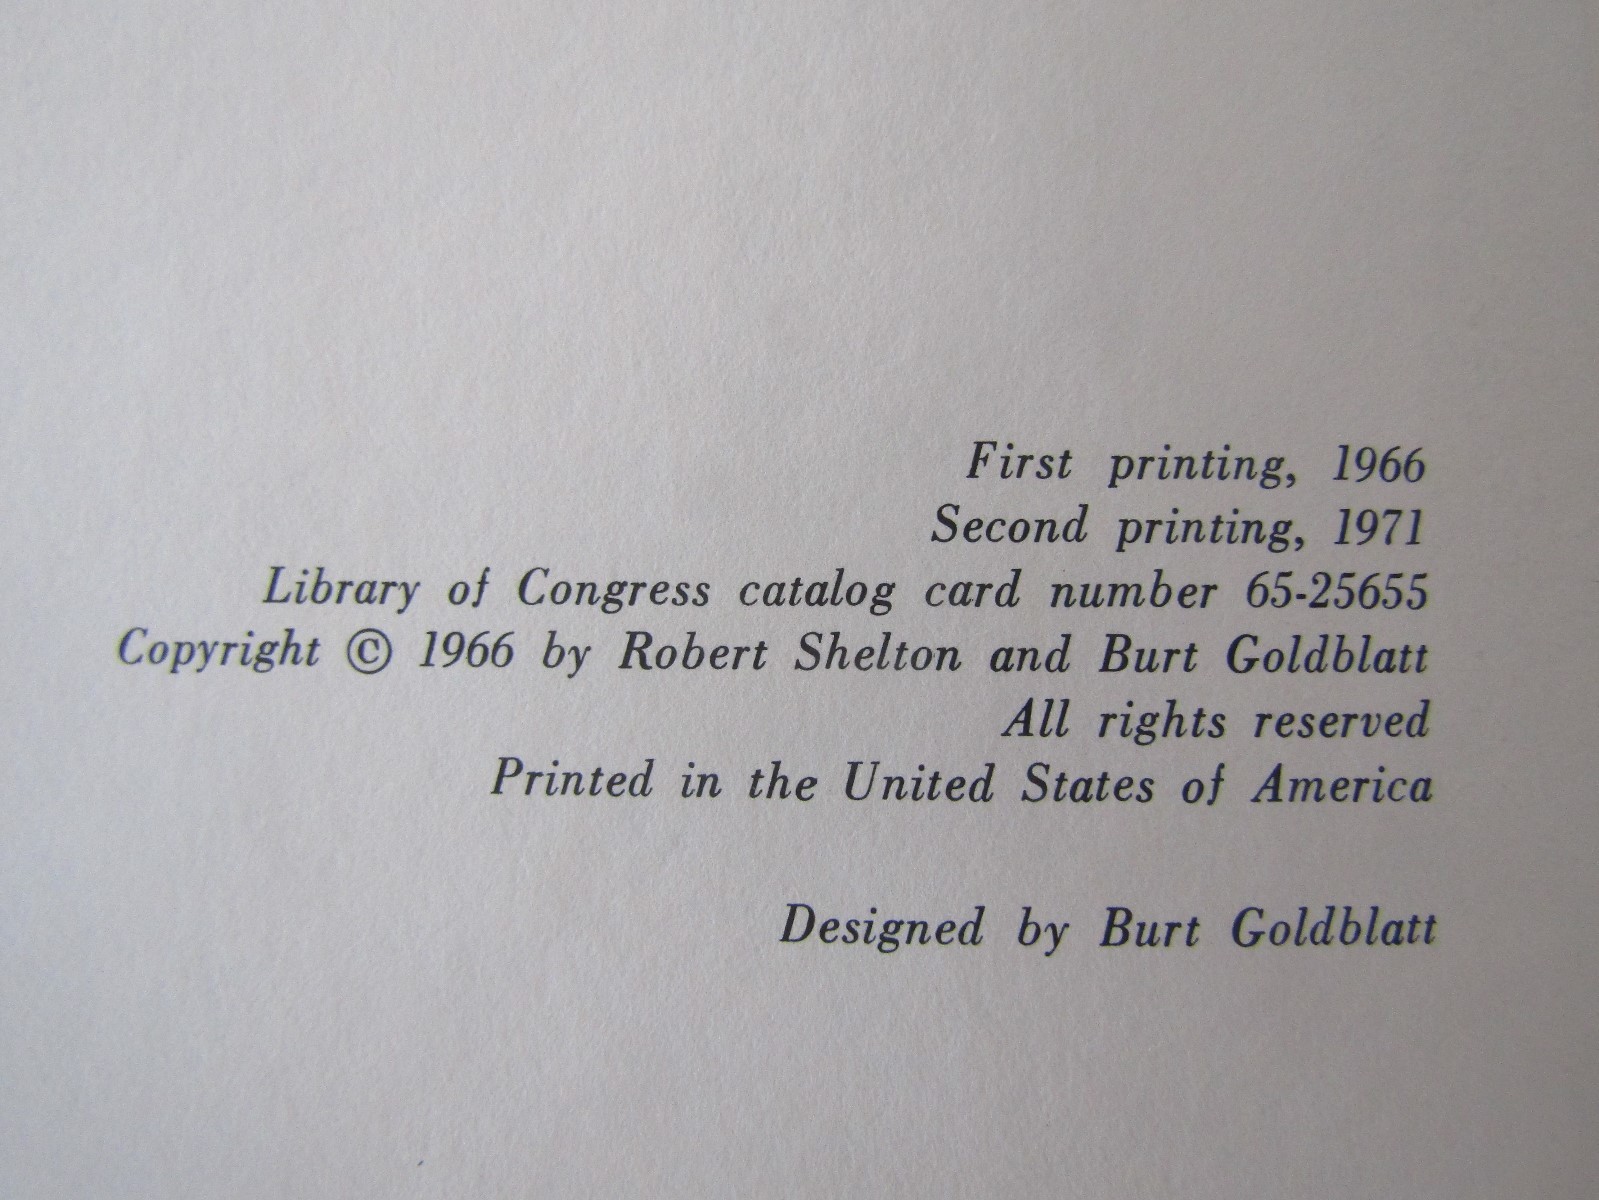 First printing, 1966
Second printing, 1971
Library of Congress catalog card number 65-25655
Copyright © 1966 by Robert Shelton and Burt Goldblatt
All rights reserved
Printed in the United States of America
Designed by Burt Goldblatt